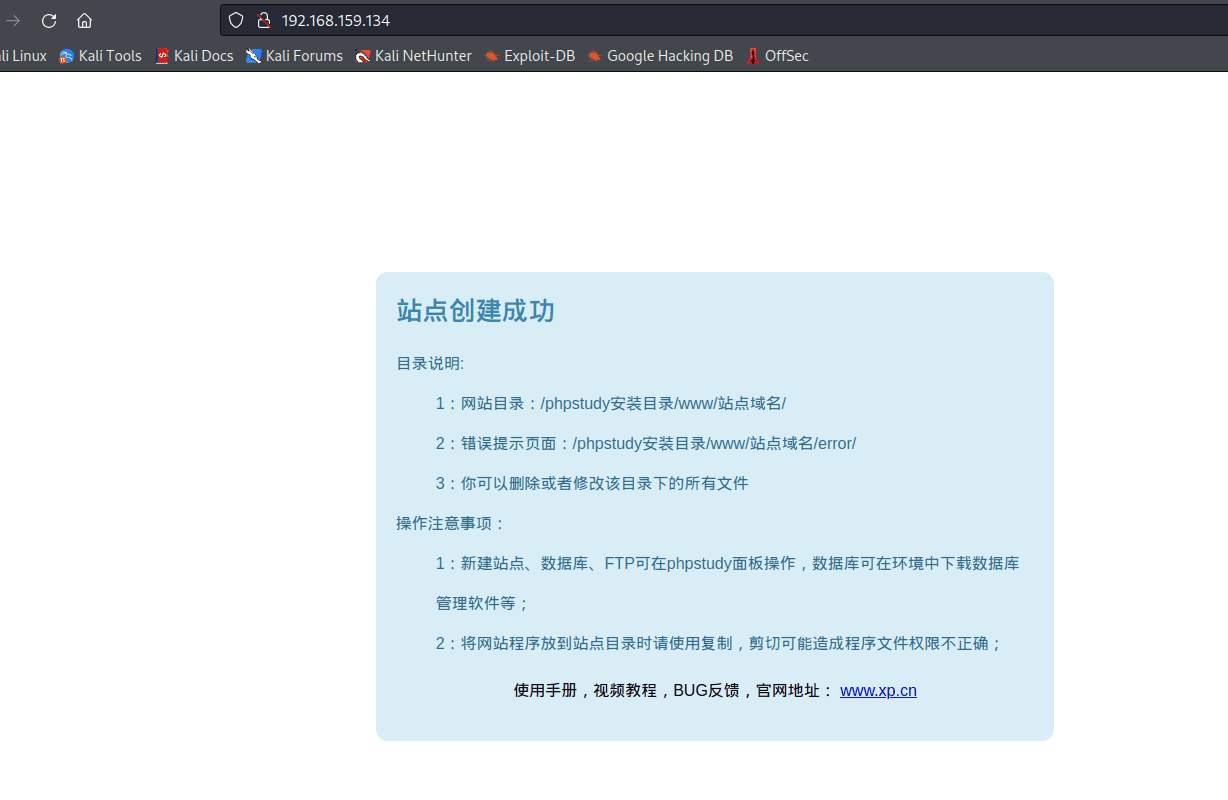 192.168.159.134
ali Linux Kali Tools Kali Docs Kali Forums Kali NetHunter Exploit-DB Google Hacking DB OffSec
站点创建成功
目录说明:
1：网站目录：/phpstudy安装目录/www/站点域名/
2：错误提示页面：/phpstudy安装目录/www/站点域名/error/
3：你可以删除或者修改该目录下的所有文件
操作注意事项：
1：新建站点、数据库、FTP可在phpstudy面板操作，数据库可在环境中下载数据库
管理软件等；
2：将网站程序放到站点目录时请使用复制，剪切可能造成程序文件权限不正确；
使用手册，视频教程，BUG反馈，官网地址： www.xp.cn